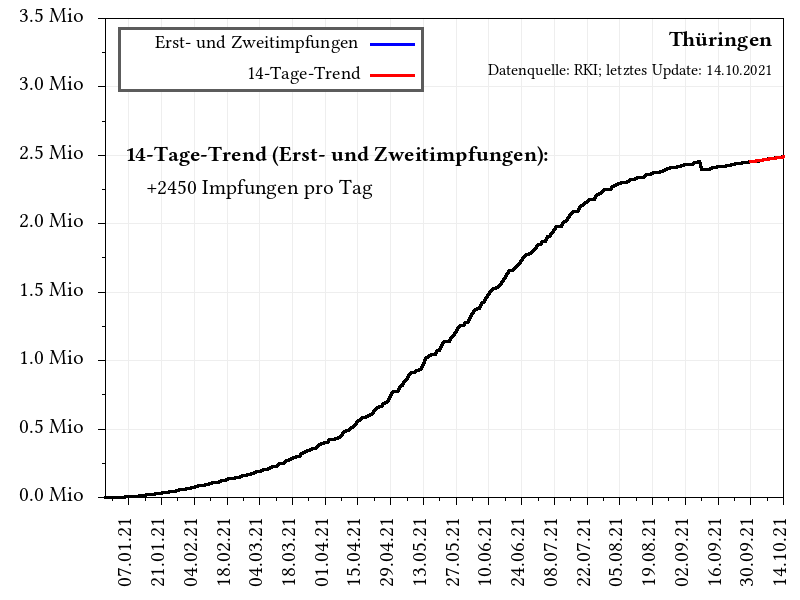 3.5 Mio
3.0 Mio
2.5 Mio
2.0 Mio
1.5 Mio
1.0 Mio
0.5 Mio
0.0 Mio
Erst- und Zweitimpfungen
14-Tage-Trend
Thüringen
Datenquelle: RKI; letztes Update: 14.10.2021
14-Tage-Trend (Erst- und Zweitimpfungen):
+2450 Impfungen pro Tag
07.01.21
21.01.21
04.02.21
18.02.21
04.03.21
18.03.21
01.04.21
15.04.21
29.04.21
13.05.21
27.05.21
10.06.21
24.06.21
08.07.21
22.07.21
05.08.21
19.08.21
02.09.21
16.09.21
30.09.21
14.10.21